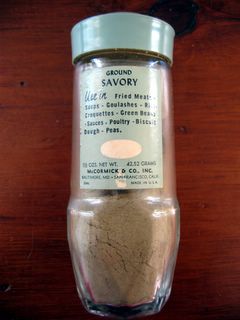 GROUND
SAVORY
Use in Fried Meats -
Soups - Goulashes -
Croquettes - Green Beans
- Sauces - Poultry - Biscuit
Dough - Peas.
OZS. NET WT. 42.52 GRAMS
McCORMICK & CO., INC.
BALTIMORE, MD. - SAN FRANCISCO, CALIF.
MADE IN U.S.A.